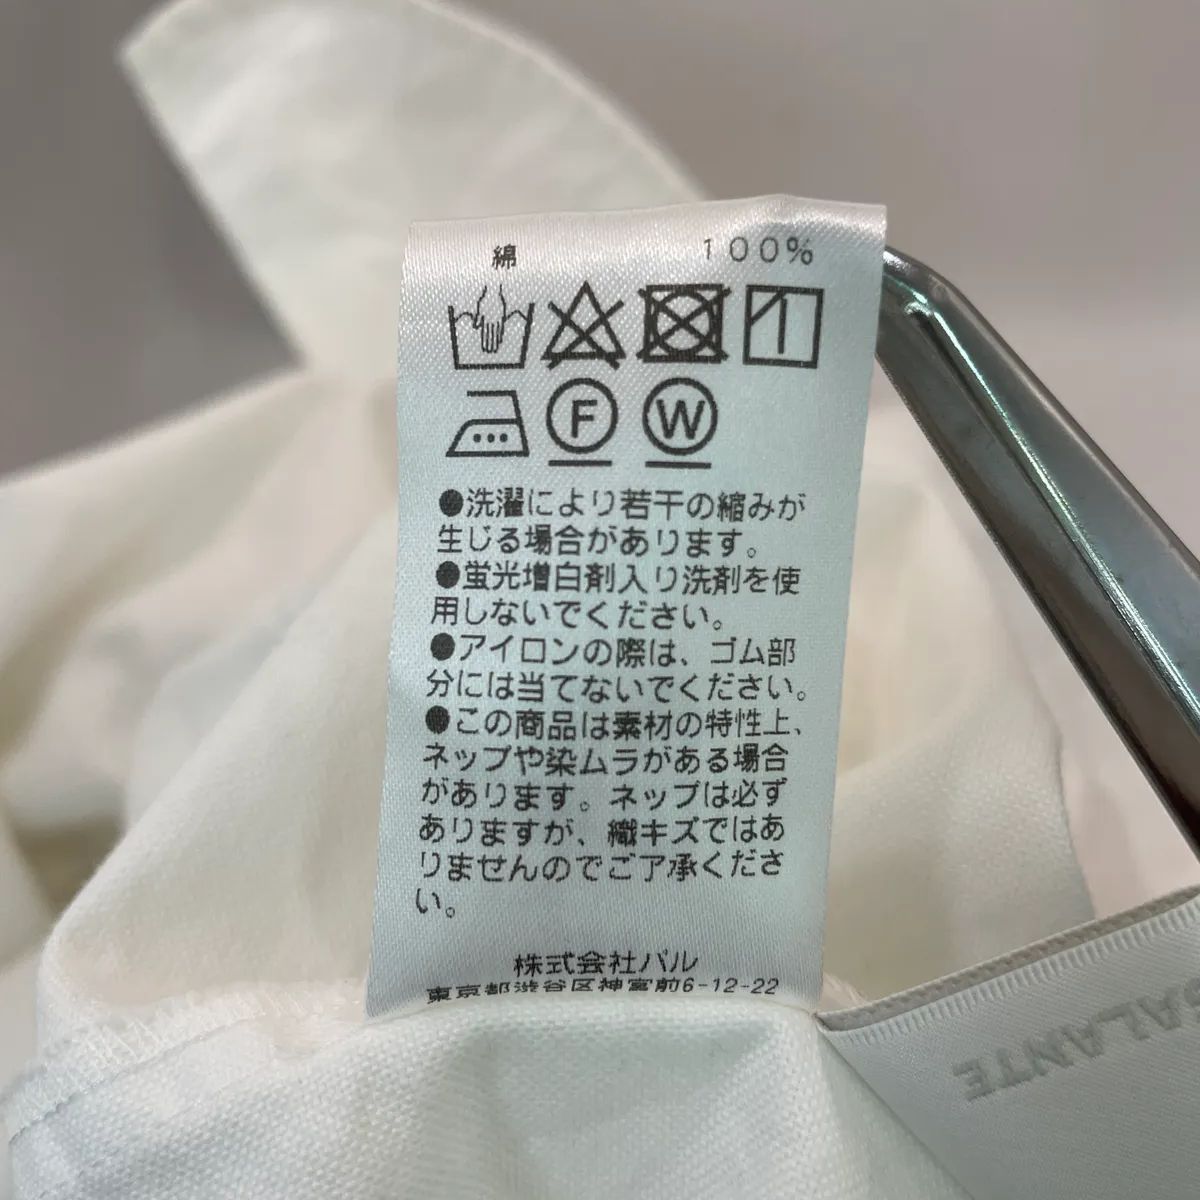 綿 100%
F W
●洗濯により若干の縮みが
生じる場合があります。
●蛍光増白剤入り洗剤を使
用しないでください。
●アイロンの際は、ゴム部
分には当てないでください。
●この商品は素材の特性上、
ネップや染ムラがある場合
があります。ネップは必ず
ありますが、織キズではあ
りませんのでご了承くださ
い。
株式会社パル
東京都渋谷区神宮前6-12-22